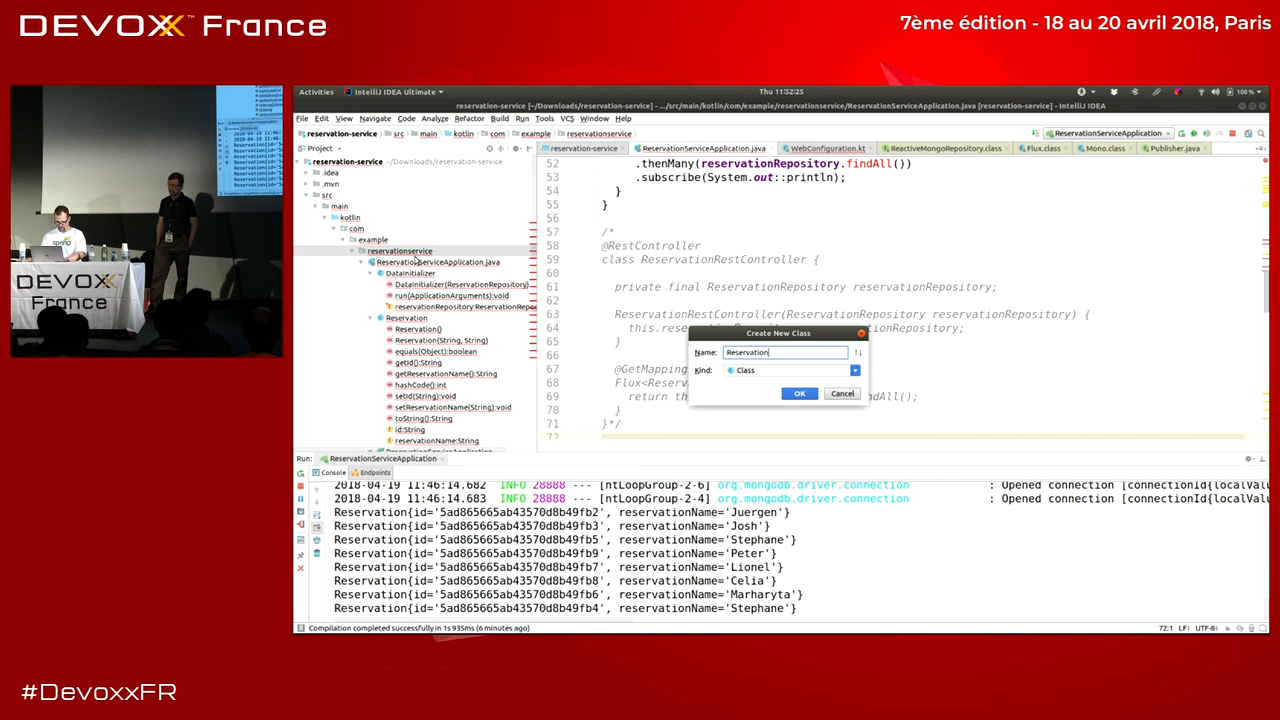 DEVOXX™ France
7ème édition - 18 au 20 avril 2018, Paris
Activities IntelliJ IDEA Ultimate Thu 11:52:25 100 %
reservation-service [~/Downloads/reservation-service] - .../src/main/kotlin/com/example/reservationservice/ReservationServiceApplication.java [reservation-service] - IntelliJ IDEA
File Edit View Navigate Code Analyze Refactor Build Run Tools VCS Window Help
reservation-service src main kotlin com example reservationservice ReservationServiceApplication
Project
reservation-service ReservationServiceApplication.java WebConfiguration.kt ReactiveMongoRepository.class Flux.class Mono.class Publisher.java
reservation-service ~/Downloads/reservation-service
.idea
.mvn
src
main
kotlin
com
example
reservationservice
ReservationServiceApplication.java
DataInitializer
DataInitializer(ReservationRepository)
run(ApplicationArguments):void
reservationRepository:ReservationRepo
Reservation
Reservation()
Reservation(String, String)
equals(Object):boolean
getId():String
getReservationName():String
hashCode():int
setId(String):void
setReservationName(String):void
toString():String
id:String
reservationName:String
52 .thenMany(reservationRepository.findAll())
53 .subscribe(System.out::println);
54 }
55 }
56
57 /*
58 @RestController
59 class ReservationRestController {
60
61 private final ReservationRepository reservationRepository;
62
63 ReservationRestController(ReservationRepository reservationRepository) {
64 this.reser
65
66
67 @GetMapping
68 Flux<Reserv
69 return th ndAll();
70 }
71 }*/
72
Create New Class
Name: Reservation
Kind: Class
OK Cancel
Run: ReservationServiceApplication
Console Endpoints
2018-04-19 11:46:14.682 INFO 28888 --- [ntLoopGroup-2-6] org.mongodb.driver.connection : Opened connection [connectionId{localValu
2018-04-19 11:46:14.683 INFO 28888 --- [ntLoopGroup-2-4] org.mongodb.driver.connection : Opened connection [connectionId{localValu
Reservation{id='5ad865665ab43570d8b49fb2', reservationName='Juergen'}
Reservation{id='5ad865665ab43570d8b49fb3', reservationName='Josh'}
Reservation{id='5ad865665ab43570d8b49fb5', reservationName='Stephane'}
Reservation{id='5ad865665ab43570d8b49fb9', reservationName='Peter'}
Reservation{id='5ad865665ab43570d8b49fb7', reservationName='Lionel'}
Reservation{id='5ad865665ab43570d8b49fb8', reservationName='Celia'}
Reservation{id='5ad865665ab43570d8b49fb6', reservationName='Marharyta'}
Reservation{id='5ad865665ab43570d8b49fb4', reservationName='Stephane'}
Compilation completed successfully in 1s 935ms (6 minutes ago) 72:1 LF UTF-8
spring
DEVOXX
France
#DevoxxFR